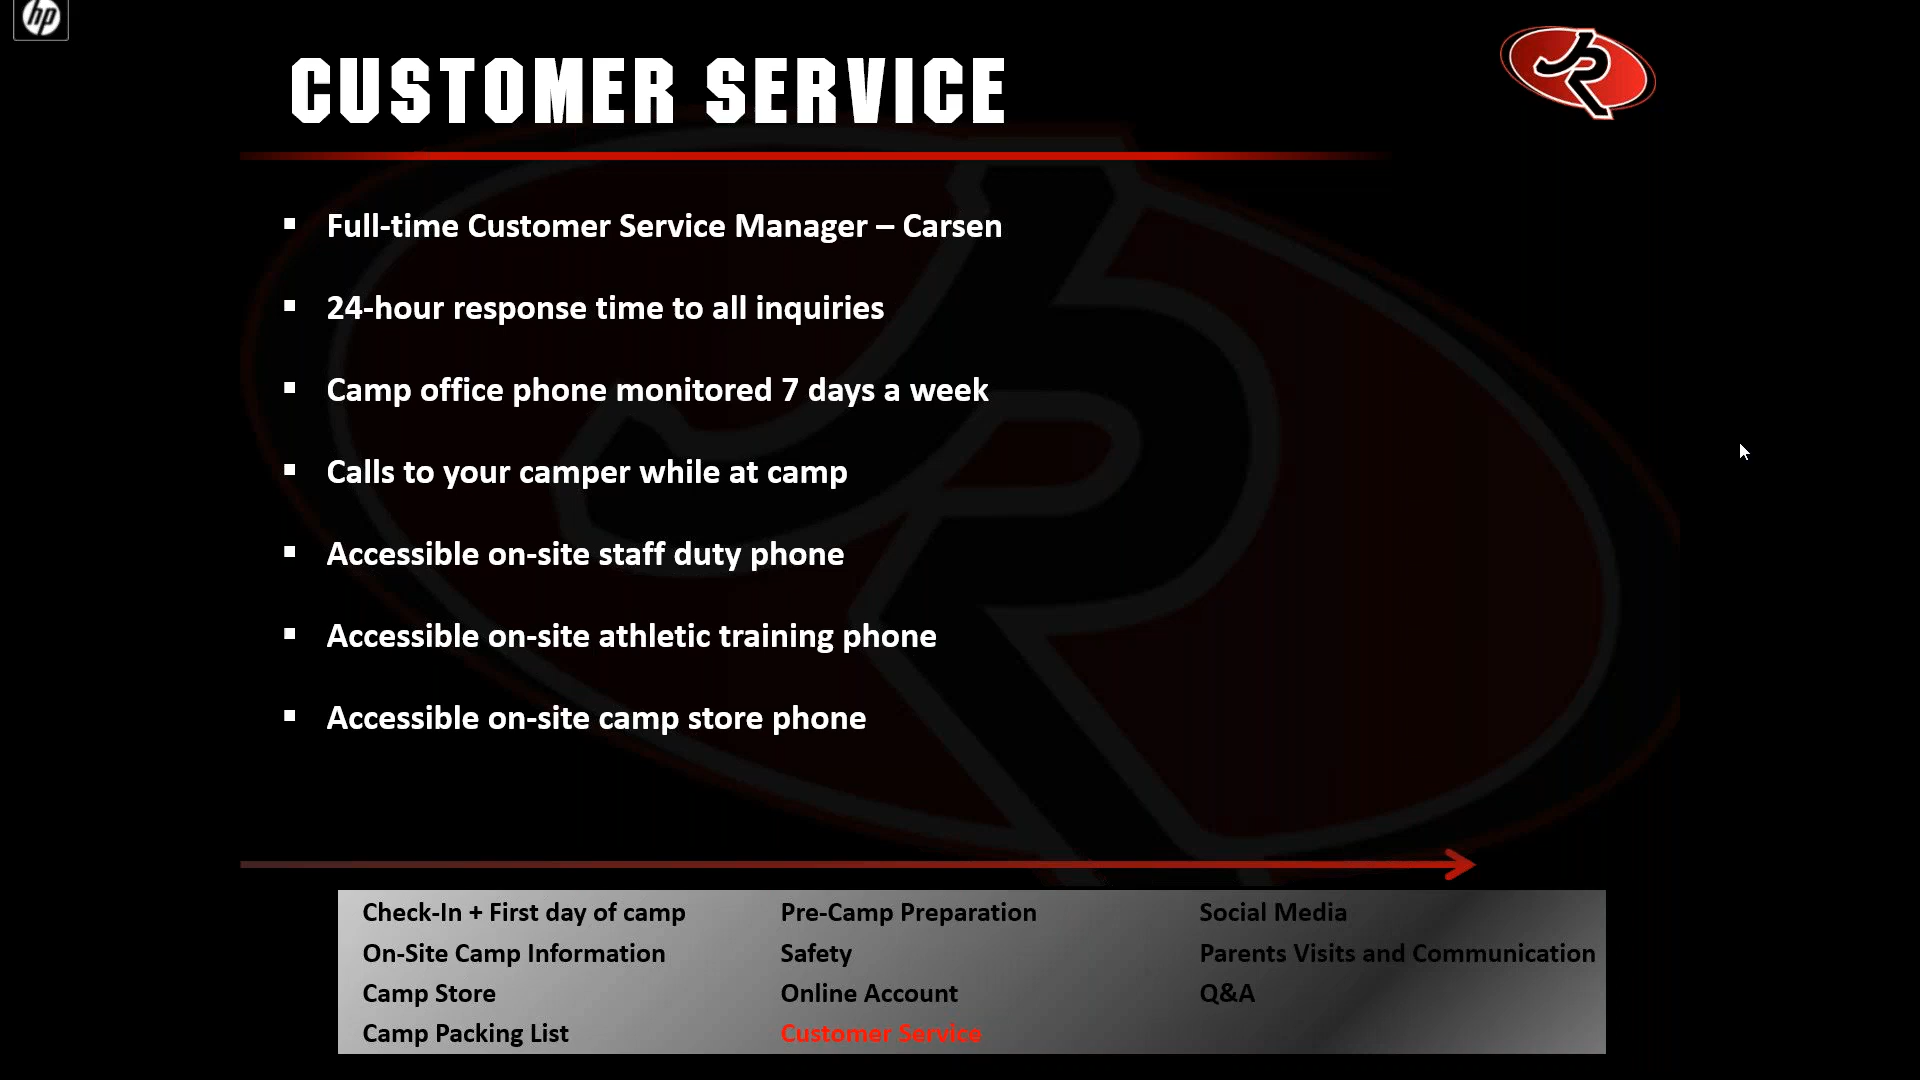 hp
CUSTOMER SERVICE
JR
▪ Full-time Customer Service Manager – Carsen
▪ 24-hour response time to all inquiries
▪ Camp office phone monitored 7 days a week
▪ Calls to your camper while at camp
▪ Accessible on-site staff duty phone
▪ Accessible on-site athletic training phone
▪ Accessible on-site camp store phone
Check-In + First day of camp
On-Site Camp Information
Camp Store
Camp Packing List
Pre-Camp Preparation
Safety
Online Account
Customer Service
Social Media
Parents Visits and Communication
Q&A